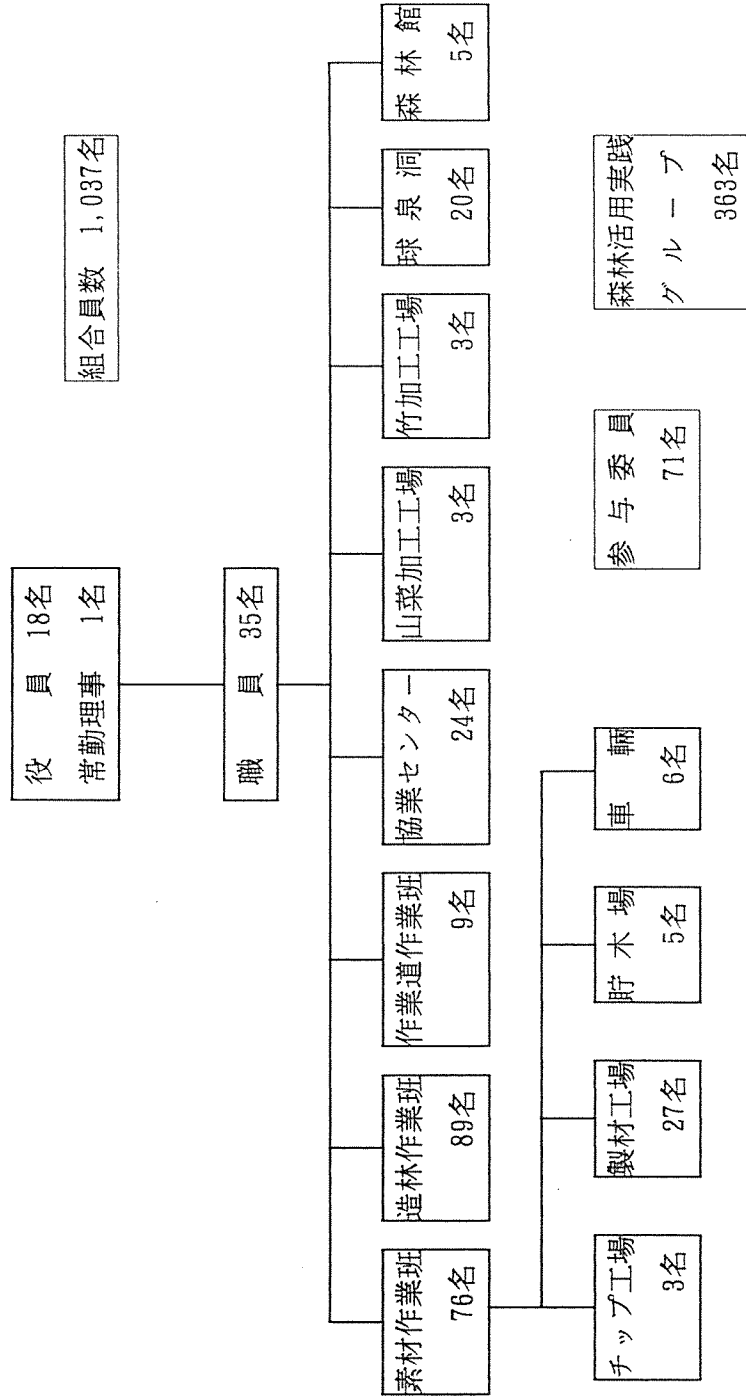 組合員数 1,037名
役 員 18名
常勤理事 1名
職 員 35名
素材作業班
76名
造林作業班
89名
作業道作業班
9名
協業センター
24名
山菜加工工場
3名
竹加工工場
3名
球 泉 洞
20名
森 林 館
5名
チップ工場
3名
製材工場
27名
貯 木 場
5名
車 輛
6名
参 与 委 員
71名
森林活用実践
グ ル ー プ
363名